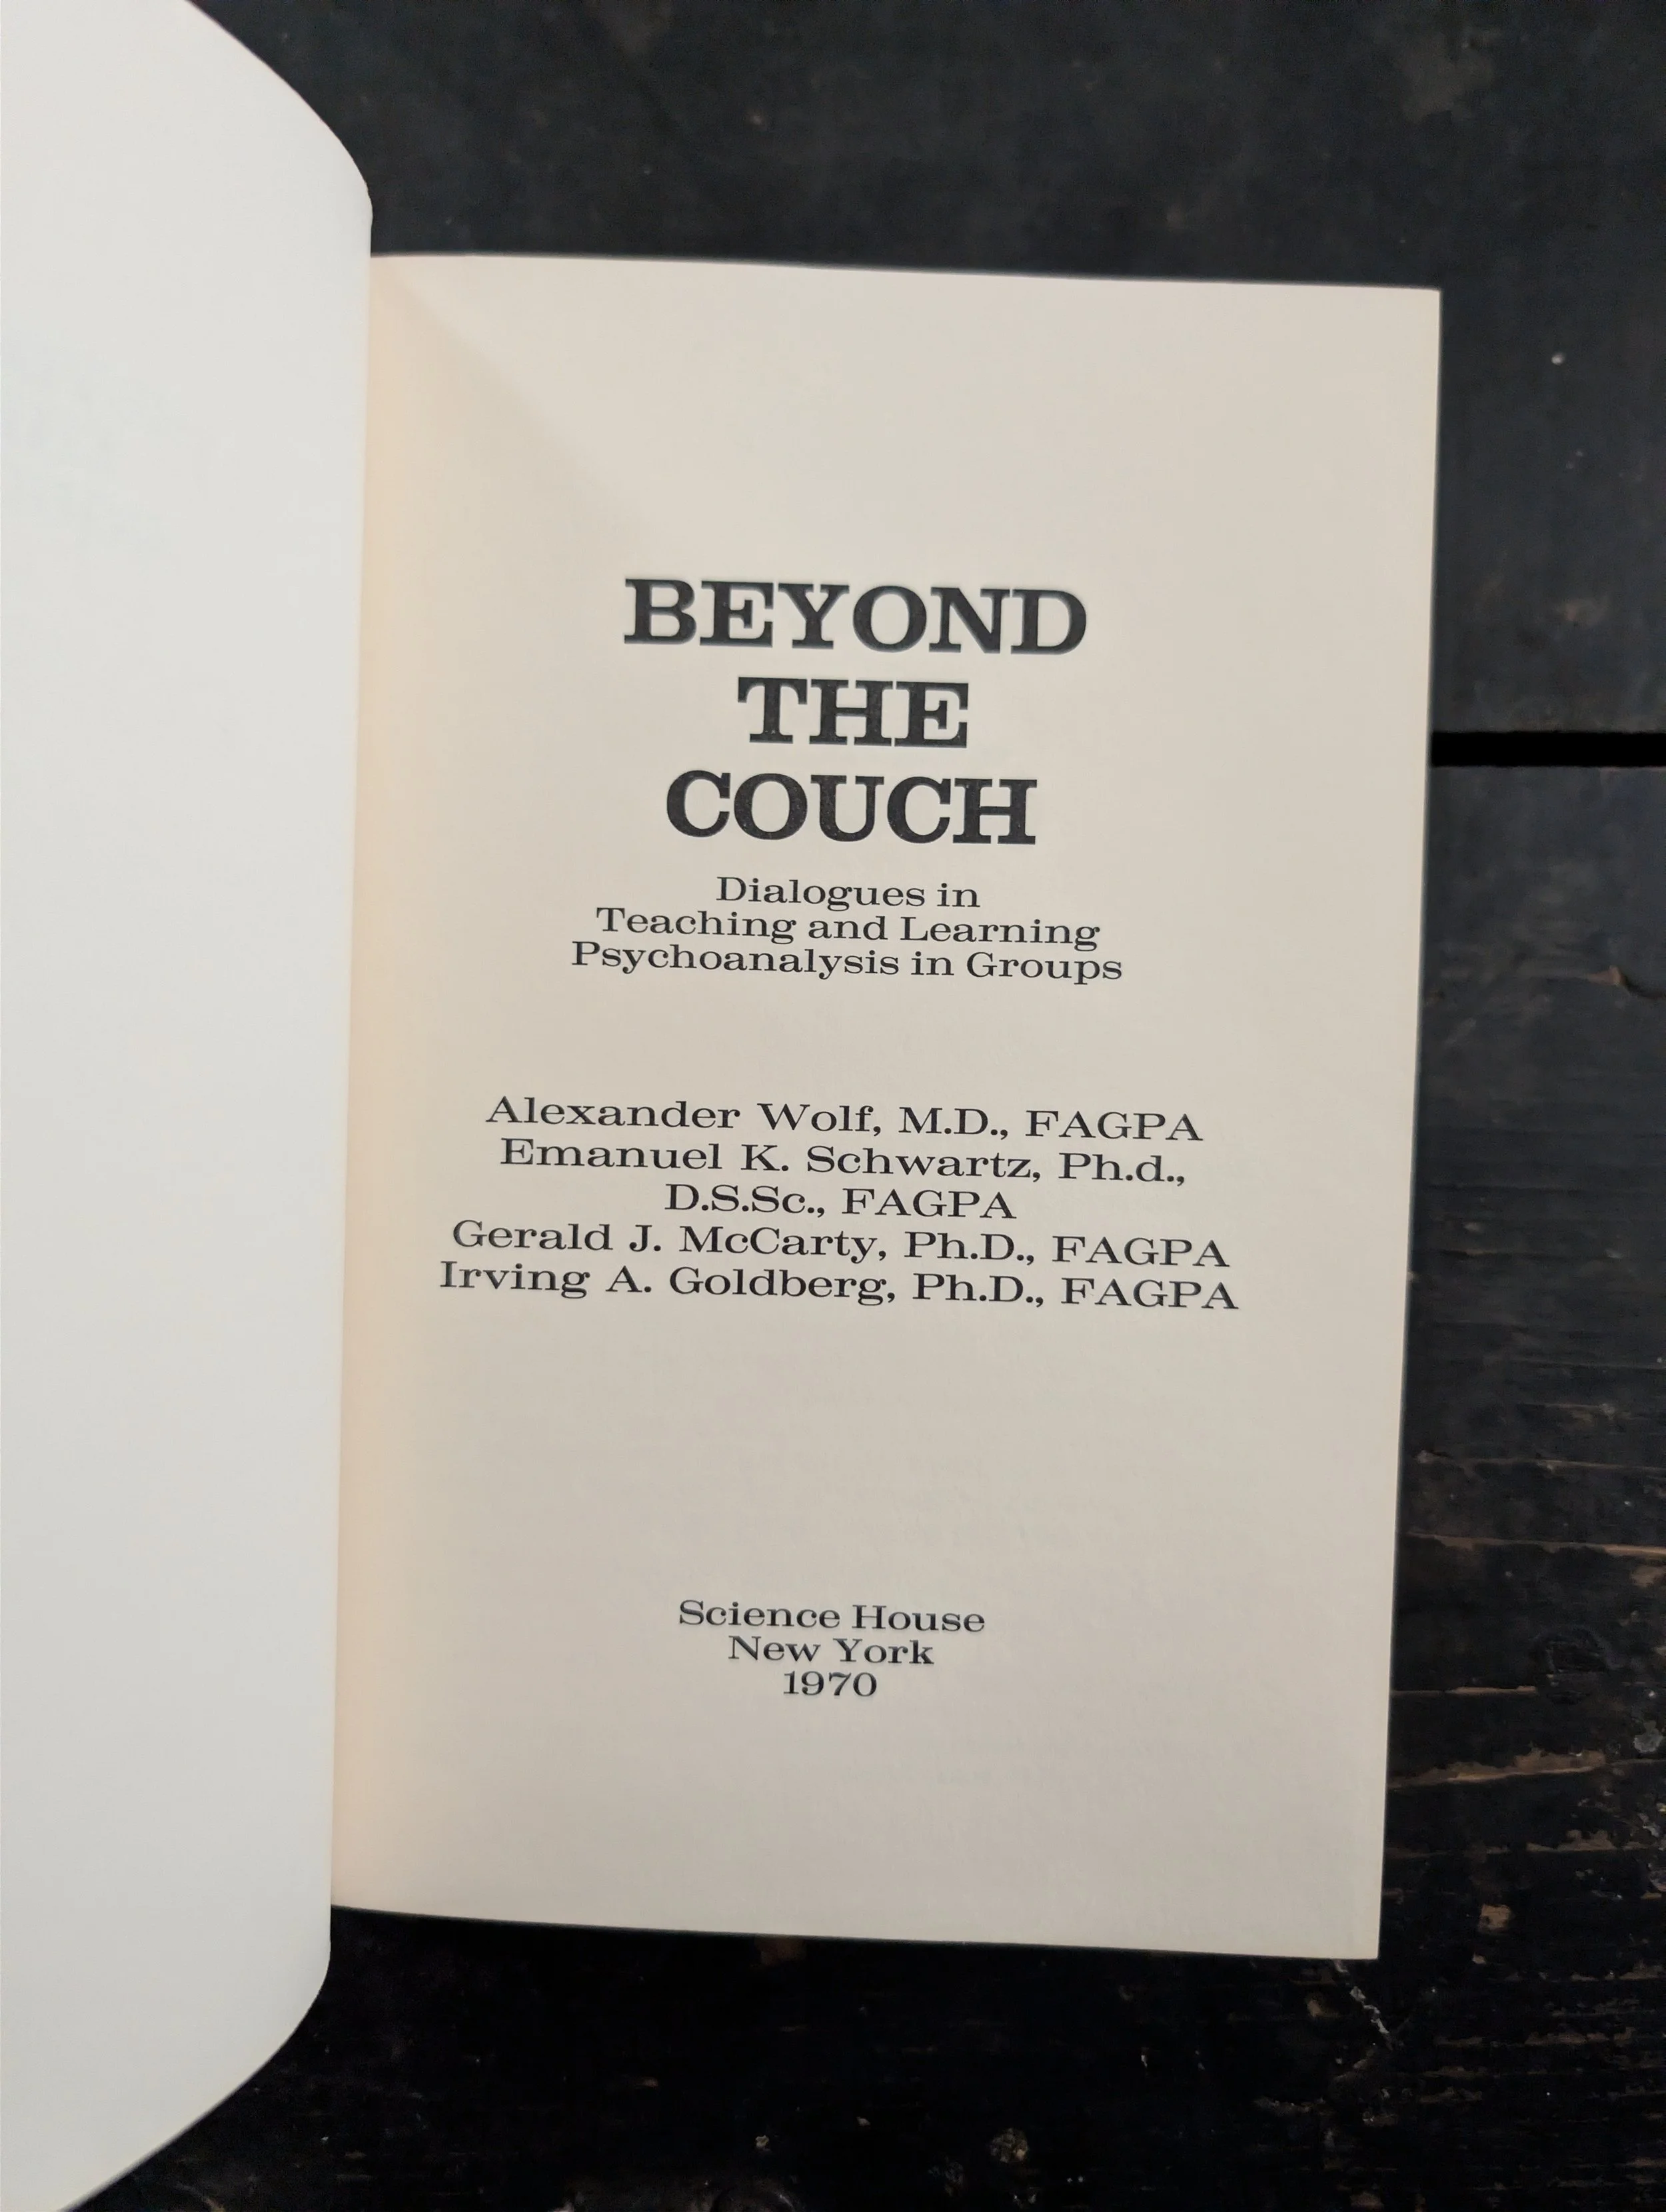 BEYOND
THE
COUCH
Dialogues in
Teaching and Learning
Psychoanalysis in Groups
Alexander Wolf, M.D., FAGPA
Emanuel K. Schwartz, Ph.d.,
D.S.Sc., FAGPA
Gerald J. McCarty, Ph.D., FAGPA
Irving A. Goldberg, Ph.D., FAGPA
Science House
New York
1970